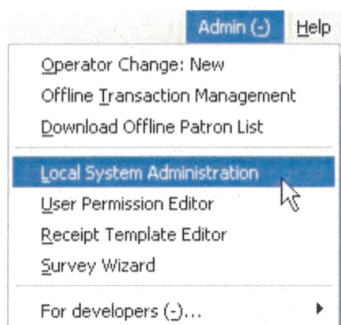 Admin (-) Help
Operator Change: New
Offline Transaction Management
Download Offline Patron List
Local System Administration
User Permission Editor
Receipt Template Editor
Survey Wizard
For developers (-)...